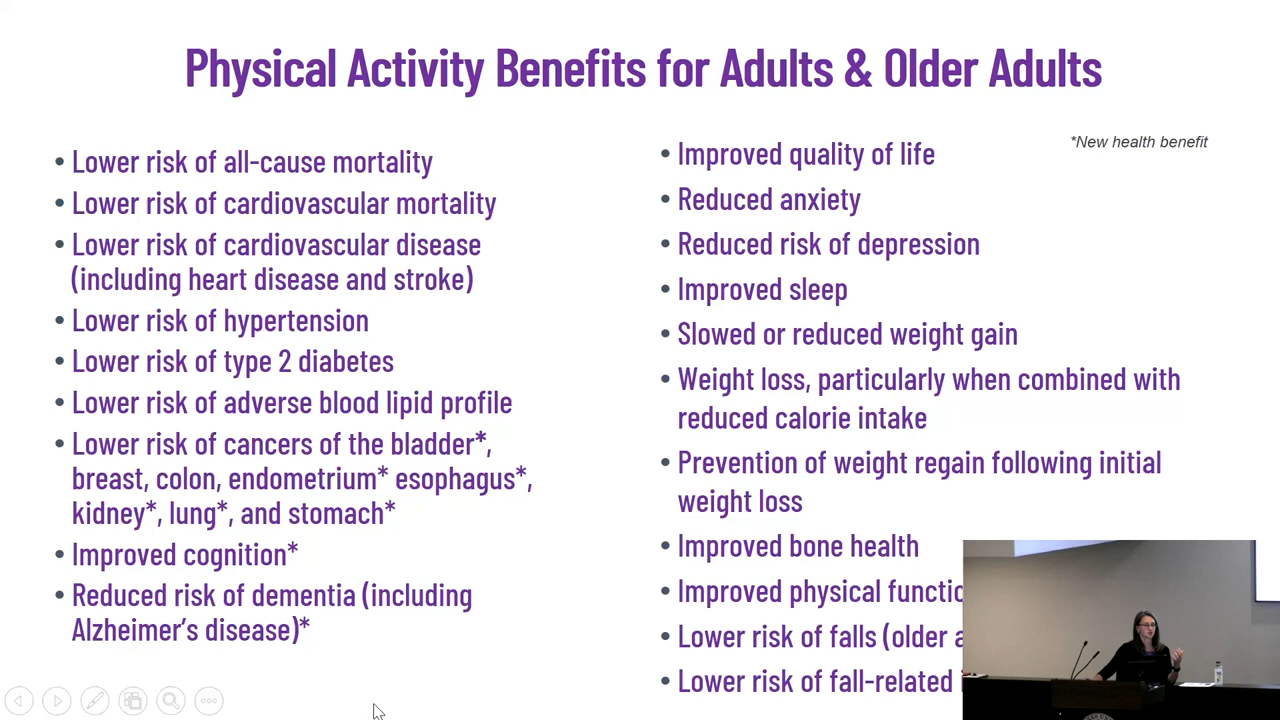 Physical Activity Benefits for Adults & Older Adults
• Lower risk of all-cause mortality
• Lower risk of cardiovascular mortality
• Lower risk of cardiovascular disease
(including heart disease and stroke)
• Lower risk of hypertension
• Lower risk of type 2 diabetes
• Lower risk of adverse blood lipid profile
• Lower risk of cancers of the bladder*,
breast, colon, endometrium* esophagus*,
kidney*, lung*, and stomach*
• Improved cognition*
• Reduced risk of dementia (including
Alzheimer’s disease)*
*New health benefit
• Improved quality of life
• Reduced anxiety
• Reduced risk of depression
• Improved sleep
• Slowed or reduced weight gain
• Weight loss, particularly when combined with
reduced calorie intake
• Prevention of weight regain following initial
weight loss
• Improved bone health
• Improved physical
• Lower risk of falls (older
• Lower risk of fall-related